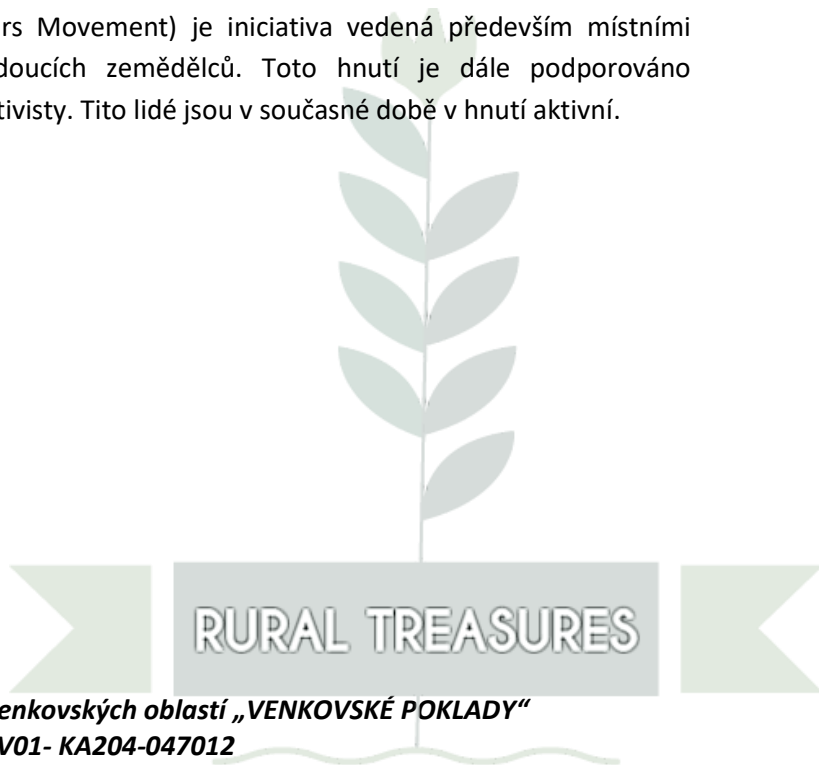 rs Movement) je iniciativa vedená především místními
doucích zemědělců. Toto hnutí je dále podporováno
tivisty. Tito lidé jsou v současné době v hnutí aktivní.
RURAL TREASURES
enkovských oblastí „VENKOVSKÉ POKLADY“
V01- KA204-047012